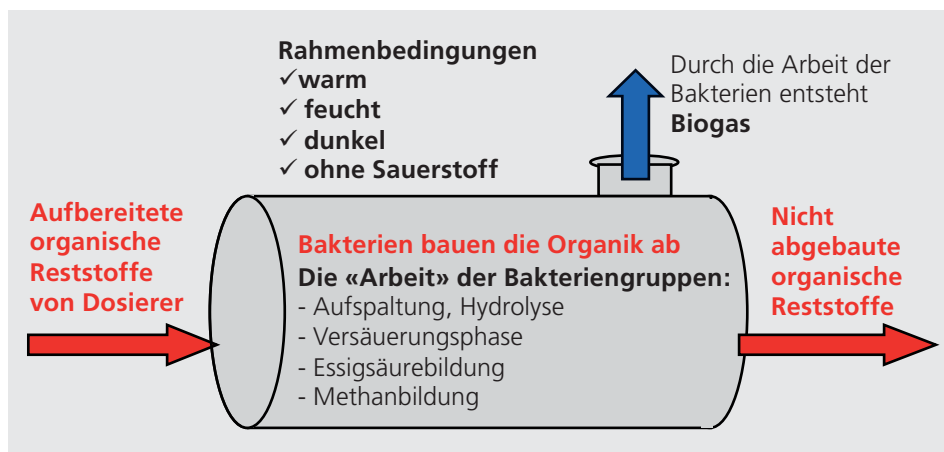 Rahmenbedingungen
✓ warm
✓ feucht
✓ dunkel
✓ ohne Sauerstoff
Durch die Arbeit der
Bakterien entsteht
Biogas
Aufbereitete
organische
Reststoffe
von Dosierer
Bakterien bauen die Organik ab
Die «Arbeit» der Bakteriengruppen:
- Aufspaltung, Hydrolyse
- Versäuerungsphase
- Essigsäurebildung
- Methanbildung
Nicht
abgebaute
organische
Reststoffe